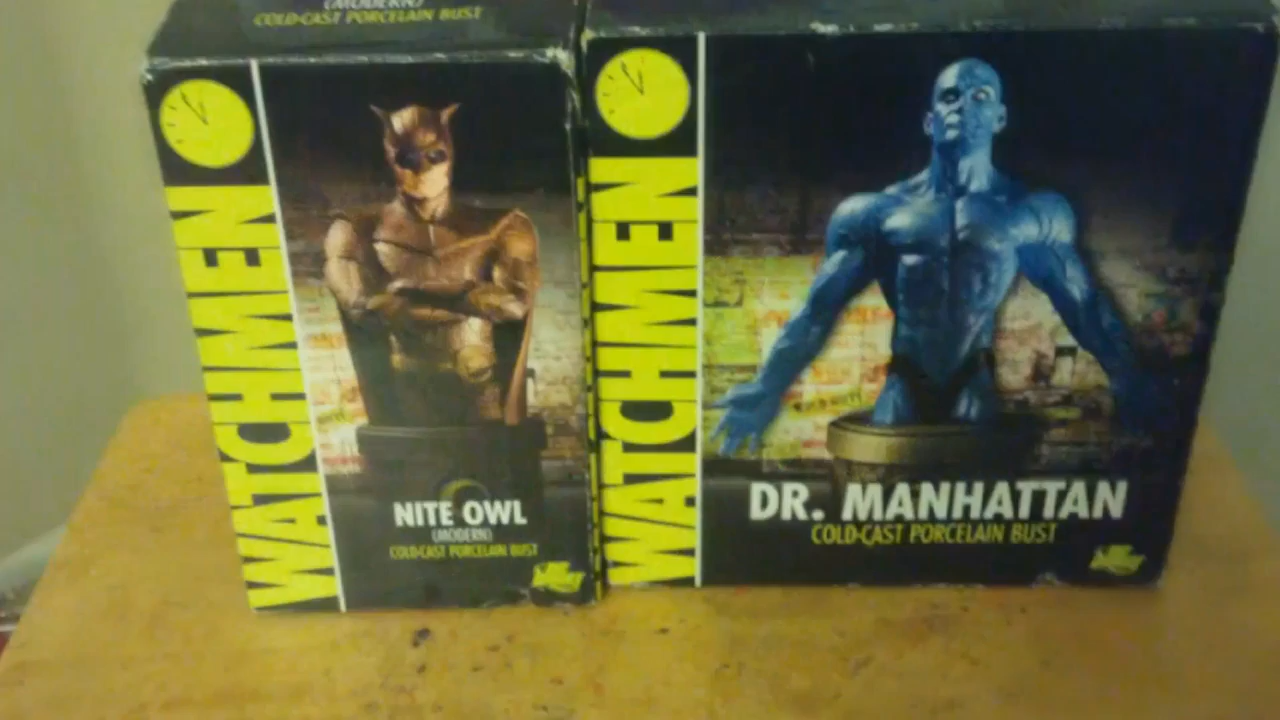 (MODERN)
COLD-CAST PORCELAIN BUST
WATCHMEN
NITE OWL
(MODERN)
COLD-CAST PORCELAIN BUST
WATCHMEN
DR. MANHATTAN
COLD-CAST PORCELAIN BUST